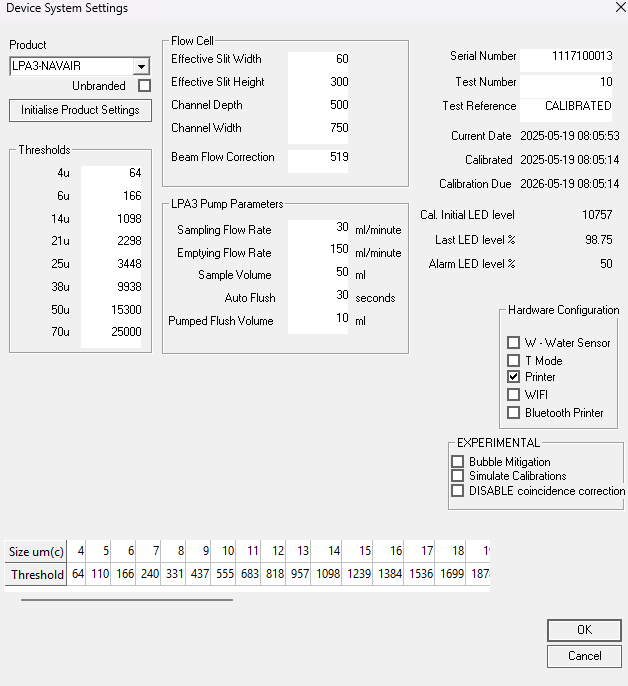 Device System Settings
Product
LPA3-NAVAIR
Unbranded
Initialise Product Settings
Thresholds
4u 64
6u 166
14u 1098
21u 2298
25u 3448
38u 9938
50u 15300
70u 25000
Flow Cell
Effective Slit Width 60
Effective Slit Height 300
Channel Depth 500
Channel Width 750
Beam Flow Correction 519
LPA3 Pump Parameters
Sampling Flow Rate 30 ml/minute
Emptying Flow Rate 150 ml/minute
Sample Volume 50 ml
Auto Flush 30 seconds
Pumped Flush Volume 10 ml
Serial Number 1117100013
Test Number 10
Test Reference CALIBRATED
Current Date 2025-05-19 08:05:53
Calibrated 2025-05-19 08:05:14
Calibration Due 2026-05-19 08:05:14
Cal. Initial LED level 10757
Last LED level % 98.75
Alarm LED level % 50
Hardware Configuration
W - Water Sensor
T Mode
Printer
WIFI
Bluetooth Printer
EXPERIMENTAL
Bubble Mitigation
Simulate Calibrations
DISABLE coincidence correction
Size um(c) 4 5 6 7 8 9 10 11 12 13 14 15 16 17 18
Threshold 64 110 166 240 331 437 555 683 818 957 1098 1239 1384 1536 1699
OK
Cancel